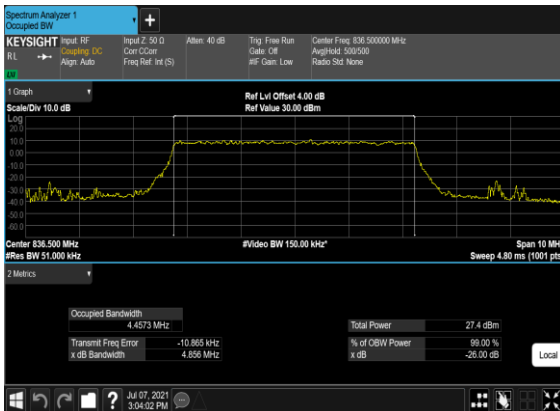 Spectrum Analyzer 1
Occupied BW
KEYSIGHT
RL
Input: RF
Coupling: DC
Align: Auto
Input Z: 50 Ω
Corr CCorr
Freq Ref: Int (S)
Atten: 40 dB
Trig: Free Run
Gate: Off
#IF Gain: Low
Center Freq: 836.500000 MHz
Avg|Hold: 500/500
Radio Std: None
1 Graph
Scale/Div 10.0 dB
Ref Lvl Offset 4.00 dB
Ref Value 30.00 dBm
Log
20.0
10.0
0.00
-10.0
-20.0
-30.0
-40.0
-50.0
-60.0
Center 836.500 MHz
#Video BW 150.00 kHz*
Span 10 MH
#Res BW 51.000 kHz
Sweep 4.80 ms (1001 pts
2 Metrics
Occupied Bandwidth
4.4573 MHz
Total Power 27.4 dBm
Transmit Freq Error -10.865 kHz
% of OBW Power 99.00 %
x dB Bandwidth 4.856 MHz
x dB -26.00 dB
Local
?
Jul 07, 2021
3:04:02 PM